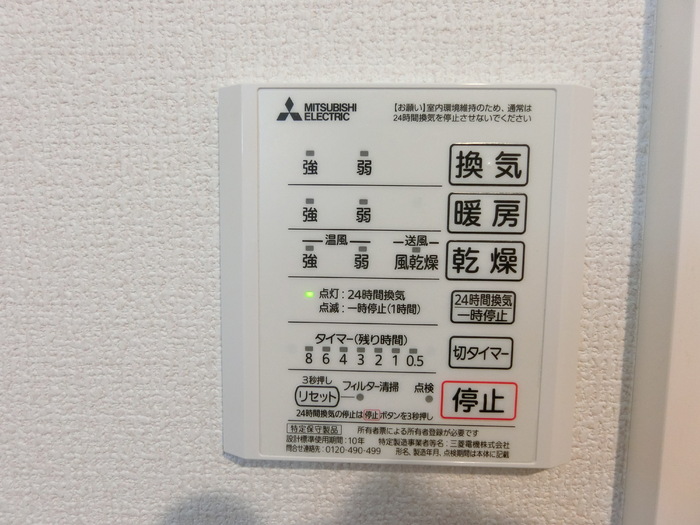 MITSUBISHI
ELECTRIC
【お願い】室内環境維持のため、通常は
24時間換気を停止させないでください
強 弱 換気
強 弱 暖房
温風 送風
強 弱 風乾燥 乾燥
点灯:24時間換気
点滅:一時停止(1時間)
24時間換気
一時停止
タイマー(残り時間)
8 6 4 3 2 1 0.5
切タイマー
3秒押し
リセット フィルター清掃 点検
停止
24時間換気の停止は停止ボタンを3秒押し
特定保守製品 所有者票による所有者登録が必要です
設計標準使用期間:10年 特定製造事業者等名:三菱電機株式会社
問合せ連絡先:0120-490-499 形名、製造年月、点検期間は本体に記載